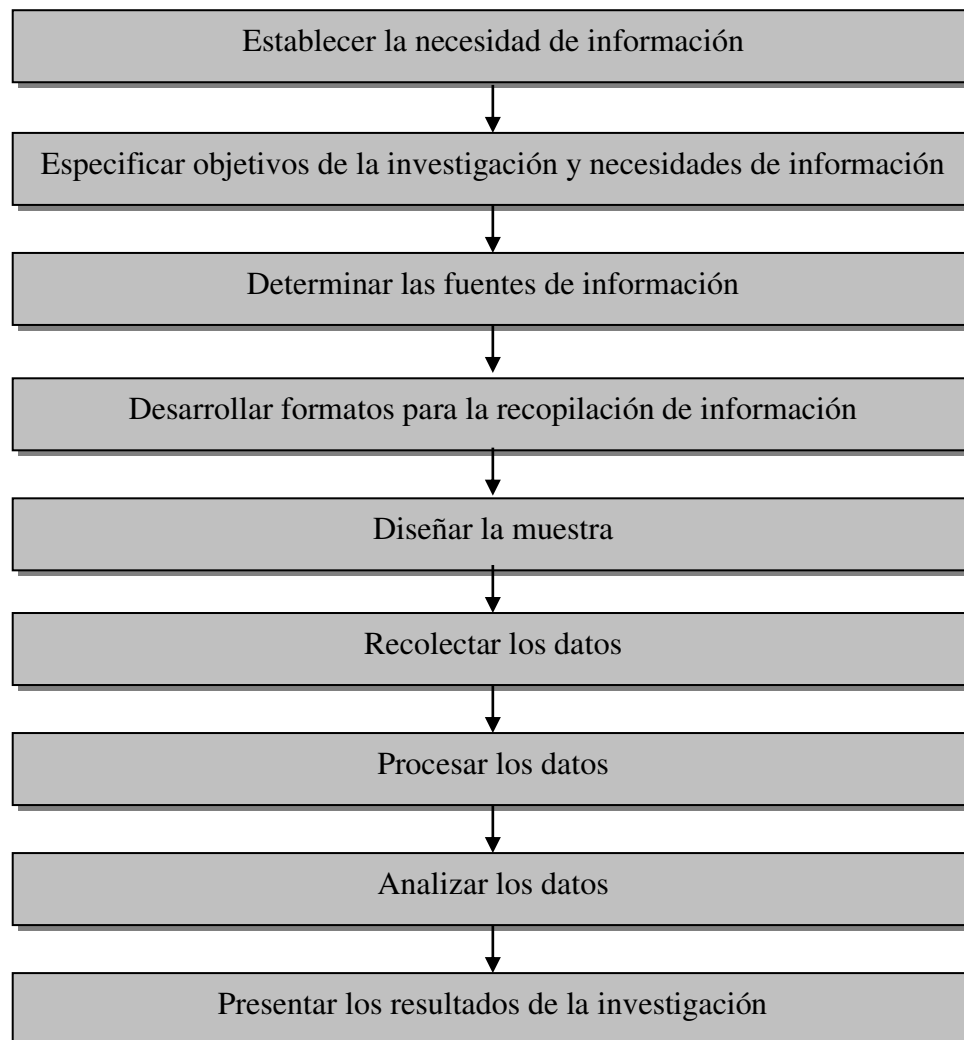 Establecer la necesidad de información
Especificar objetivos de la investigación y necesidades de información
Determinar las fuentes de información
Desarrollar formatos para la recopilación de información
Diseñar la muestra
Recolectar los datos
Procesar los datos
Analizar los datos
Presentar los resultados de la investigación